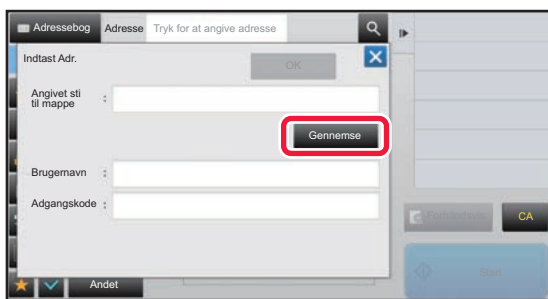 Adressebog Adresse Tryk for at angive adresse
Indtast Adr.
OK
Angivet sti
til mappe :
Gennemse
Brugernavn :
Adgangskode :
CA
Start
Andet